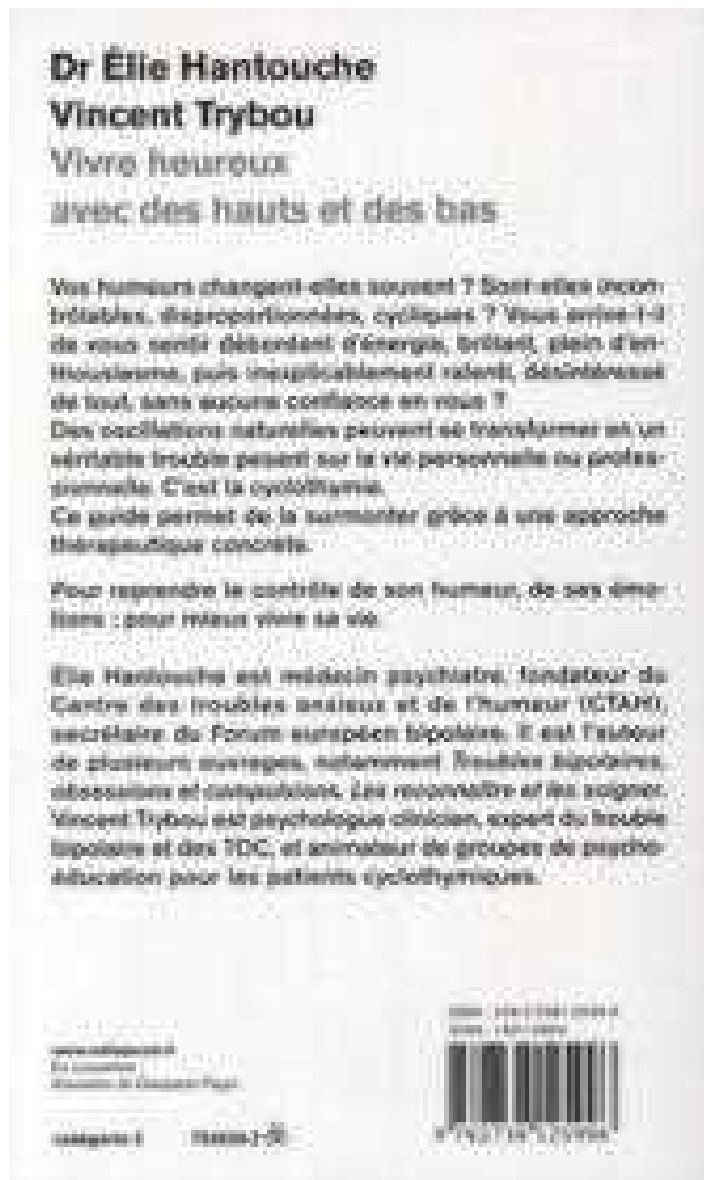 Dr Élie Hantouche
Vincent Trybou
Vivre heureux
avec des hauts et des bas
Vos humeurs changent-elles souvent ? Sont-elles incon-
trôlables, disproportionnées, cycliques ? Vous arrive-t-il
de vous sentir débordant d'énergie, brillant, plein d'en-
thousiasme, puis inexplicablement ralenti, désintéressé
de tout, sans aucune confiance en vous ?
Des oscillations naturelles peuvent se transformer en un
véritable trouble pesant sur la vie personnelle ou profes-
sionnelle. C'est la cyclothymie.
Ce guide permet de la surmonter grâce à une approche
thérapeutique concrète.
Pour reprendre le contrôle de son humeur, de ses émo-
tions : pour mieux vivre sa vie.
Élie Hantouche est médecin psychiatre, fondateur du
Centre des troubles anxieux et de l'humeur (CTAH),
secrétaire du Forum européen bipolaire. Il est l'auteur
de plusieurs ouvrages, notamment Troubles bipolaires,
obsessions et compulsions. Les reconnaître et les soigner.
Vincent Trybou est psychologue clinicien, expert du trouble
bipolaire et des TOC, et animateur de groupes de psycho-
éducation pour les patients cyclothymiques.